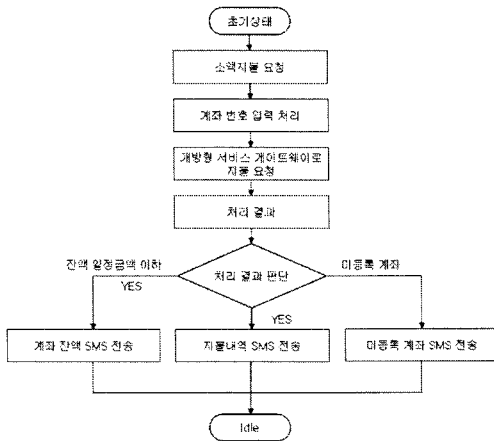 초기상태
소액지불 요청
계좌 번호 입력 처리
개방형 서비스 게이트웨이로
지불 요청
처리 결과
잔액 일정금액 이하
처리 결과 판단
미등록 계좌
YES
YES
계좌 잔액 SMS 전송
지불내역 SMS 전송
미등록 계좌 SMS 전송
Idle